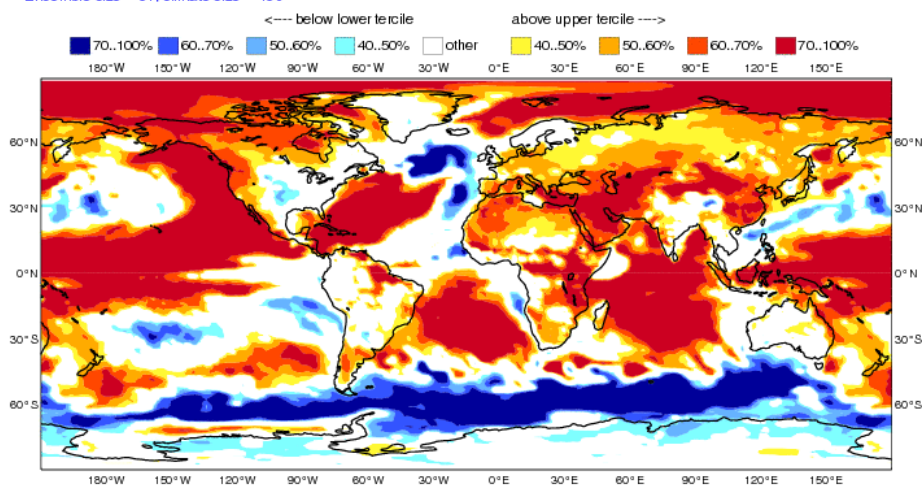 <---- below lower tercile above upper tercile ---->
70..100% 60..70% 50..60% 40..50% other 40..50% 50..60% 60..70% 70..100%
180°W 150°W 120°W 90°W 60°W 30°W 0°E 30°E 60°E 90°E 120°E 150°E
60°N 60°N
30°N 30°N
0°N 0°N
30°S 30°S
60°S 60°S
180°W 150°W 120°W 90°W 60°W 30°W 0°E 30°E 60°E 90°E 120°E 150°E